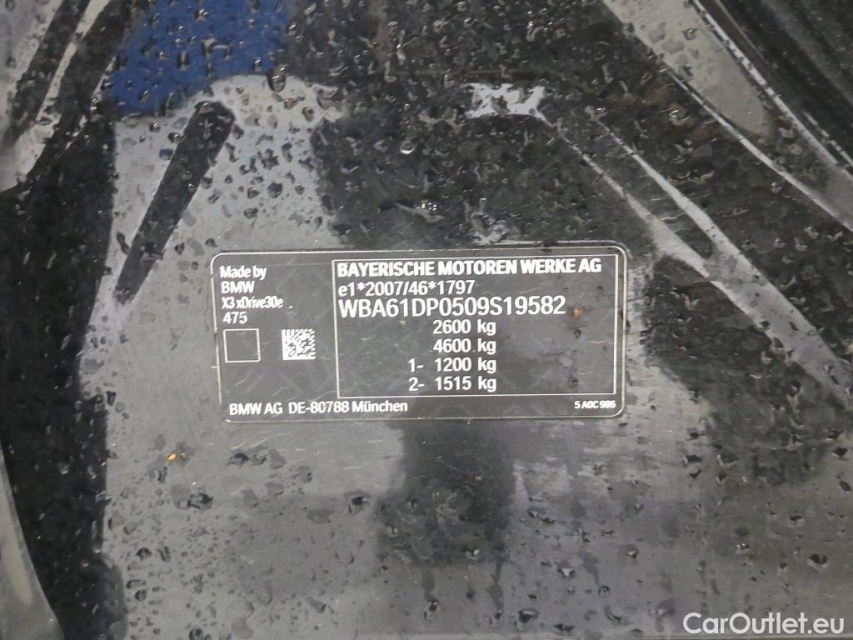 Made by
BMW
X3 xDrive30e
475
BAYERISCHE MOTOREN WERKE AG
e1*2007/46*1797
WBA61DP0509S19582
2600 kg
4600 kg
1- 1200 kg
2- 1515 kg
BMW AG DE-80788 München
5 A0C 986
CarOutlet.eu